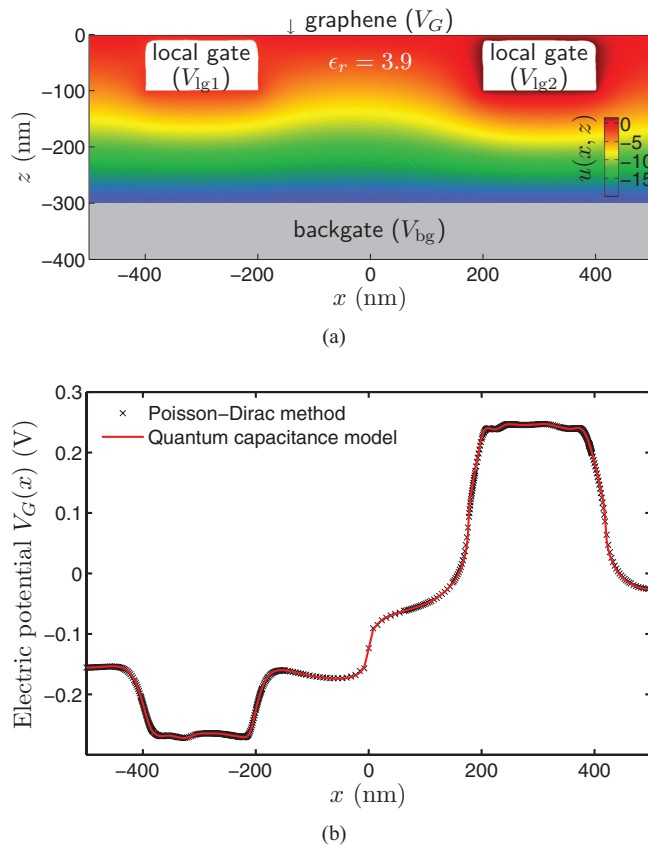 ↓ graphene (V_G)
0
−100
−200
−300
−400
z (nm)
local gate
(V_lg1)
ϵ_r = 3.9
local gate
(V_lg2)
u(x, z)
0
−5
−10
−15
backgate (V_bg)
−400 −200 0 200 400
x (nm)
(a)
0.3
0.2
0.1
0
−0.1
−0.2
Electric potential V_G(x) (V)
Poisson−Dirac method
Quantum capacitance model
−400 −200 0 200 400
x (nm)
(b)